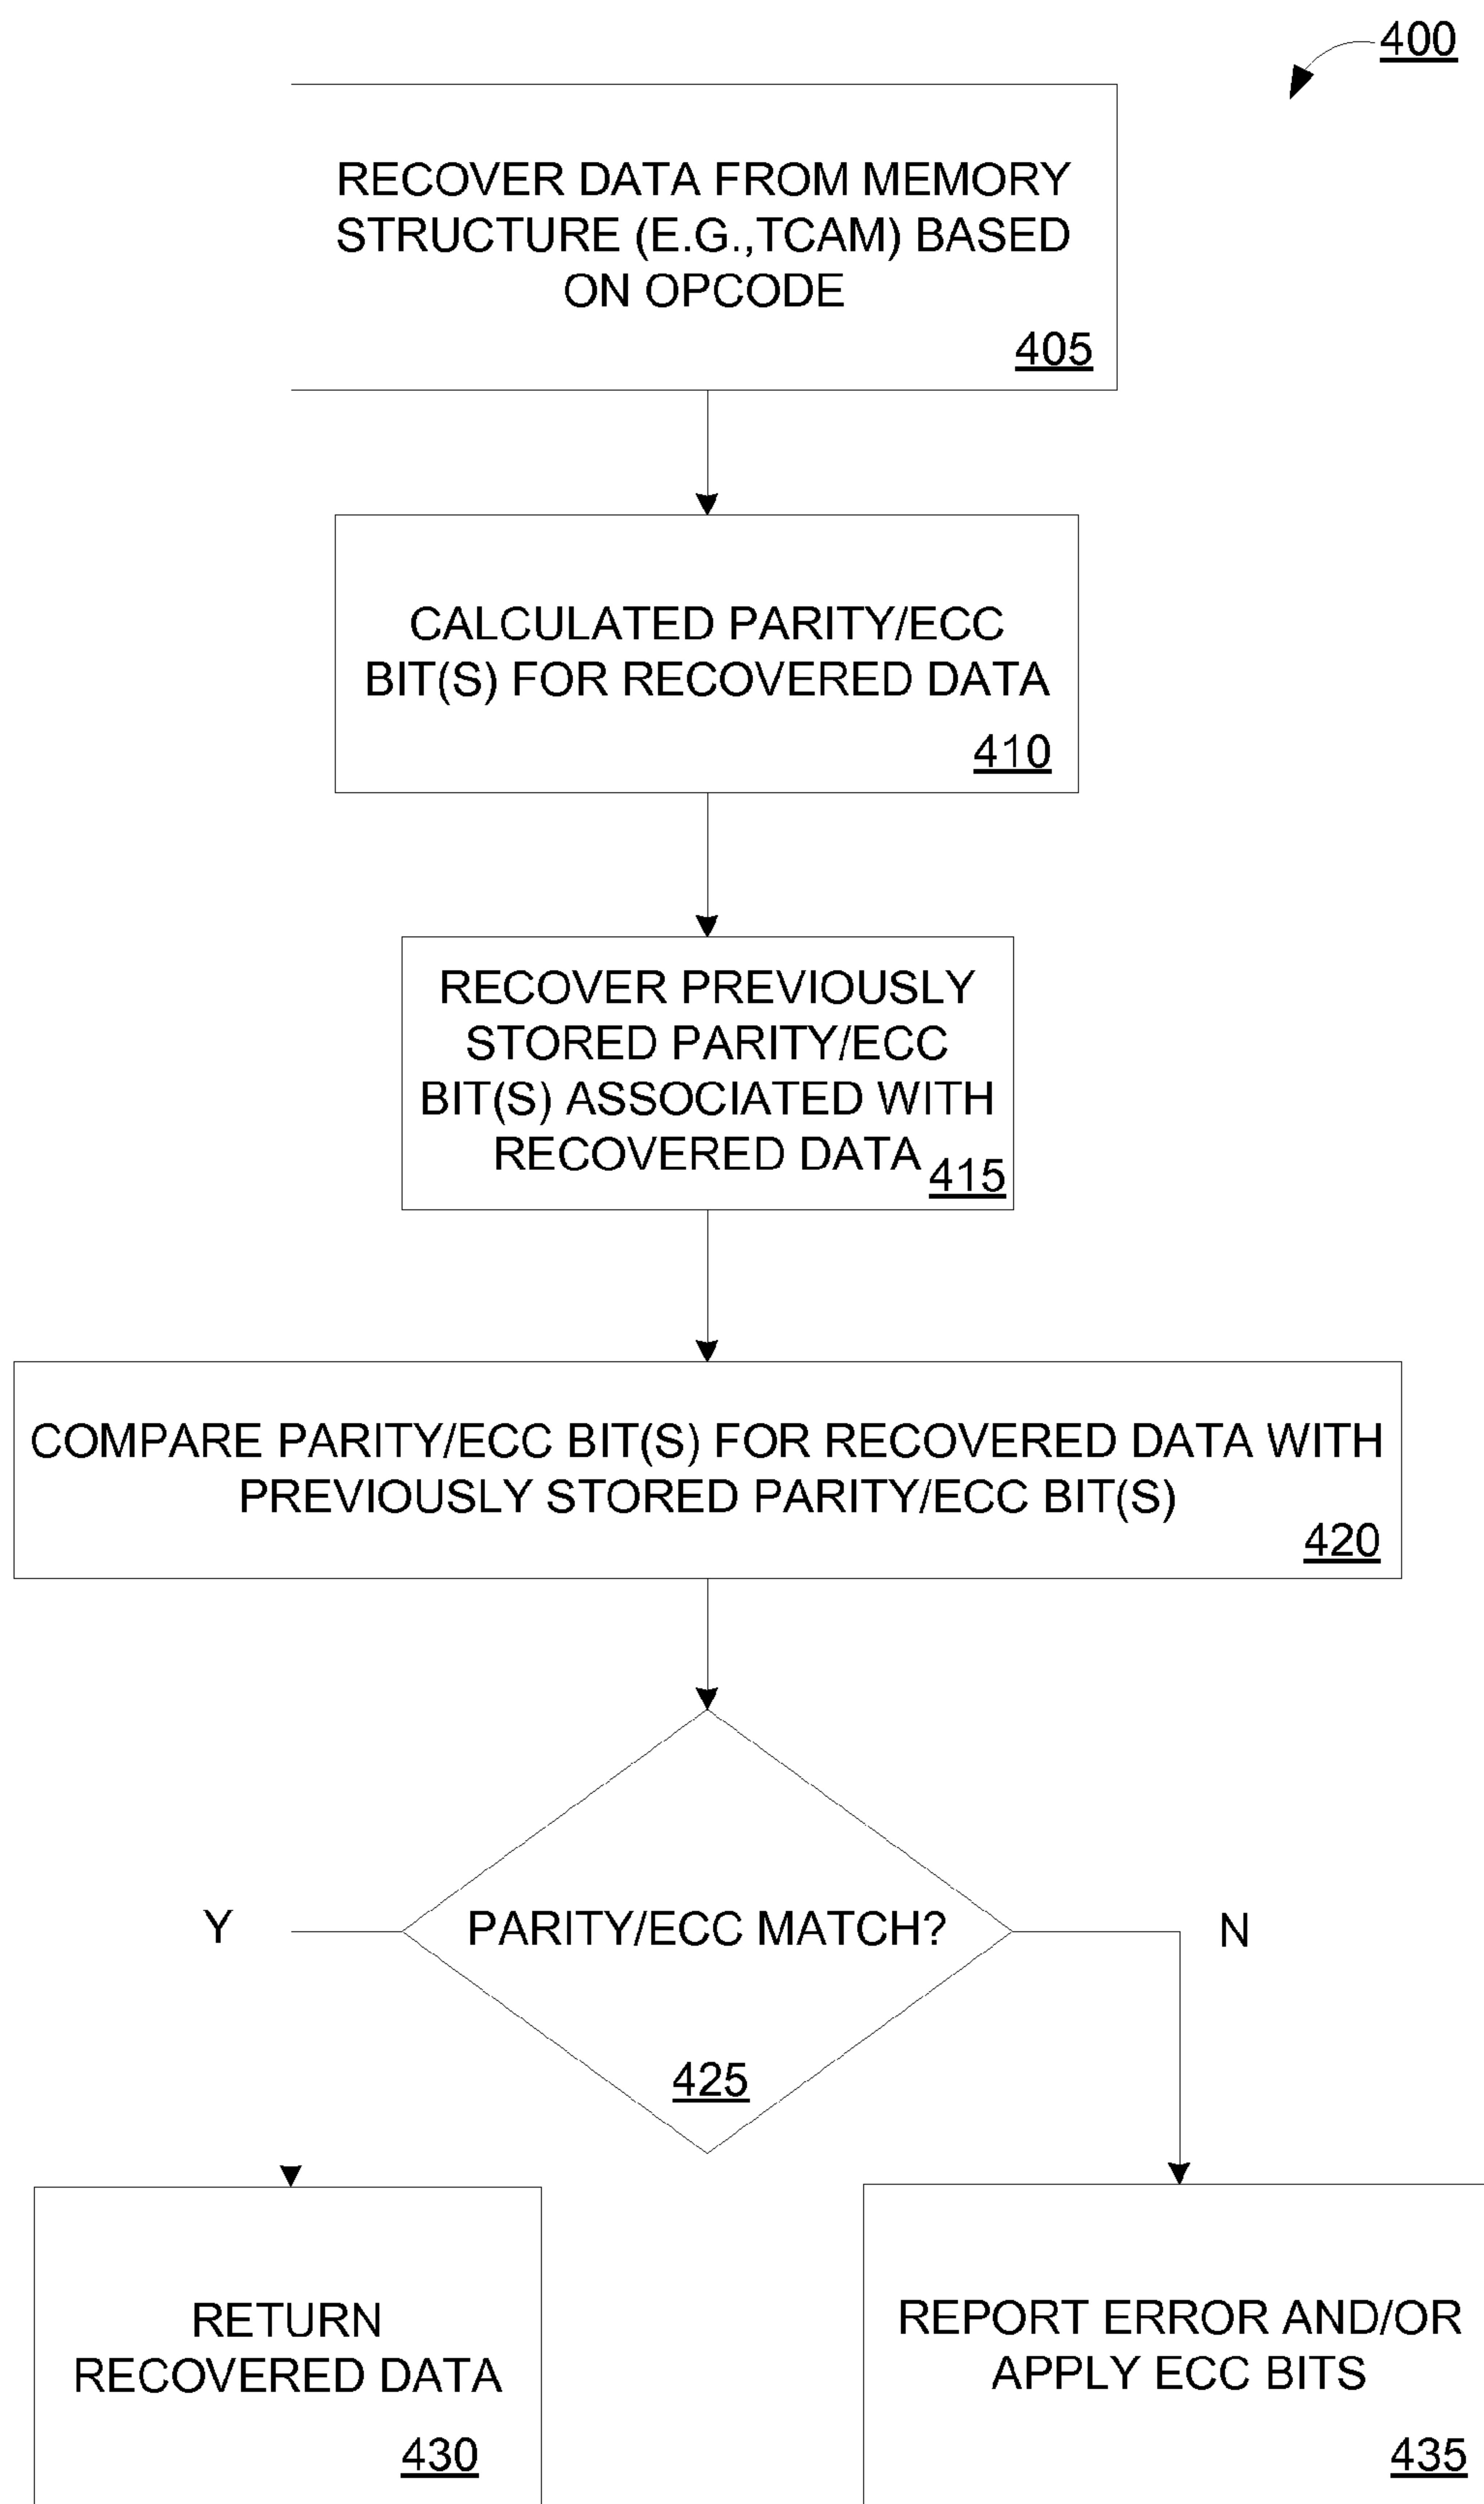 400
RECOVER DATA FROM MEMORY
STRUCTURE (E.G.,TCAM) BASED
ON OPCODE
405
CALCULATED PARITY/ECC
BIT(S) FOR RECOVERED DATA
410
RECOVER PREVIOUSLY
STORED PARITY/ECC
BIT(S) ASSOCIATED WITH
RECOVERED DATA
415
COMPARE PARITY/ECC BIT(S) FOR RECOVERED DATA WITH
PREVIOUSLY STORED PARITY/ECC BIT(S)
420
Y
PARITY/ECC MATCH?
N
425
RETURN
RECOVERED DATA
430
REPORT ERROR AND/OR
APPLY ECC BITS
435